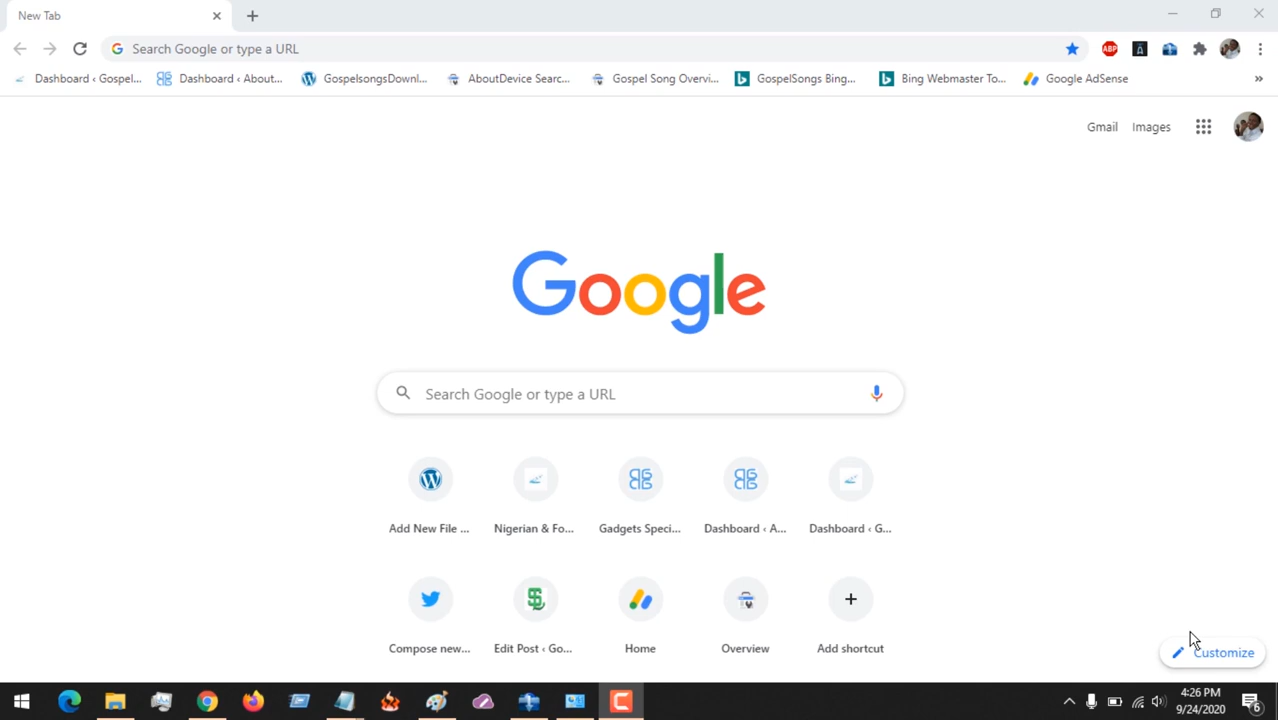 New Tab
Search Google or type a URL
ABP
Dashboard ‹ Gospel... Dashboard ‹ About... GospelsongsDownl... AboutDevice Searc... Gospel Song Overvi... GospelSongs Bing... Bing Webmaster To... Google AdSense »
Gmail Images
Google
Search Google or type a URL
Add New File ... Nigerian & Fo... Gadgets Speci... Dashboard ‹ A... Dashboard ‹ G...
Compose new... Edit Post ‹ Go... Home Overview Add shortcut
Customize
4:26 PM
9/24/2020
6